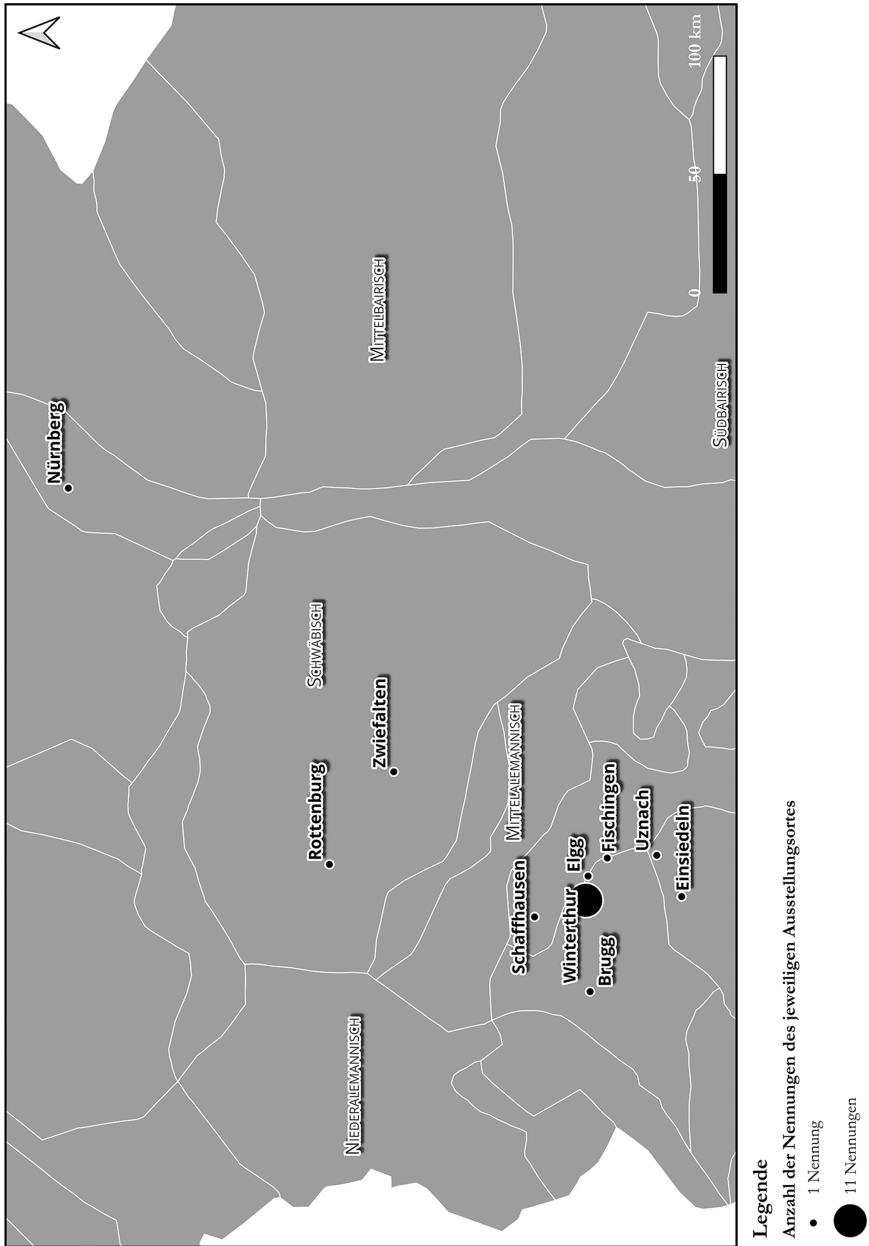 Nürnberg
MITTELBAIRISCH
SÜDBAIRISCH
SCHWÄBISCH
Rottenburg
Zwiefalten
MITTELALEMANNISCH
NIEDERALEMANNISCH
Schaffhausen
Winterthur
Elgg
Brugg
Fischingen
Uznach
Einsiedeln
0 50 100 km
Legende
Anzahl der Nennungen des jeweiligen Ausstellungsortes
1 Nennung
11 Nennungen